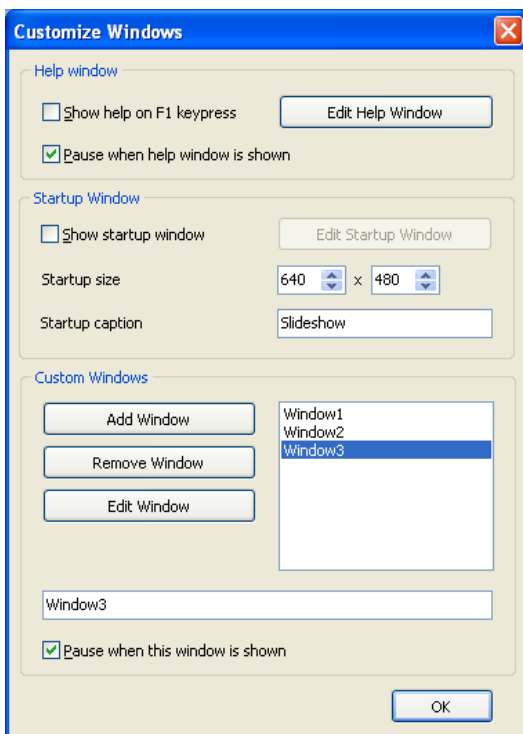 Customize Windows
Help window
Show help on F1 keypress
Edit Help Window
Pause when help window is shown
Startup Window
Show startup window
Edit Startup Window
Startup size
640 x 480
Startup caption
Slideshow
Custom Windows
Add Window
Remove Window
Edit Window
Window1
Window2
Window3
Window3
Pause when this window is shown
OK